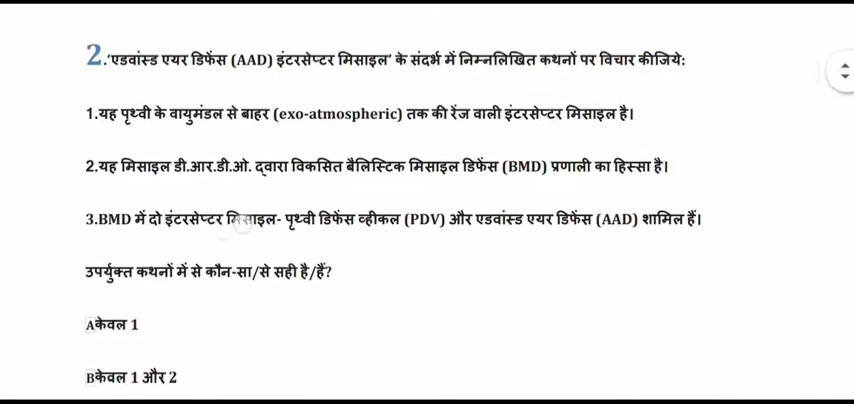 2.'एडवांस्ड एयर डिफेंस (AAD) इंटरसेप्टर मिसाइल' के संदर्भ में निम्नलिखित कथनों पर विचार कीजिये:
1.यह पृथ्वी के वायुमंडल से बाहर (exo-atmospheric) तक की रेंज वाली इंटरसेप्टर मिसाइल है।
2.यह मिसाइल डी.आर.डी.ओ. द्वारा विकसित बैलिस्टिक मिसाइल डिफेंस (BMD) प्रणाली का हिस्सा है।
3.BMD में दो इंटरसेप्टर मिसाइल- पृथ्वी डिफेंस व्हीकल (PDV) और एडवांस्ड एयर डिफेंस (AAD) शामिल हैं।
उपर्युक्त कथनों में से कौन-सा/से सही है/हैं?
Aकेवल 1
Bकेवल 1 और 2